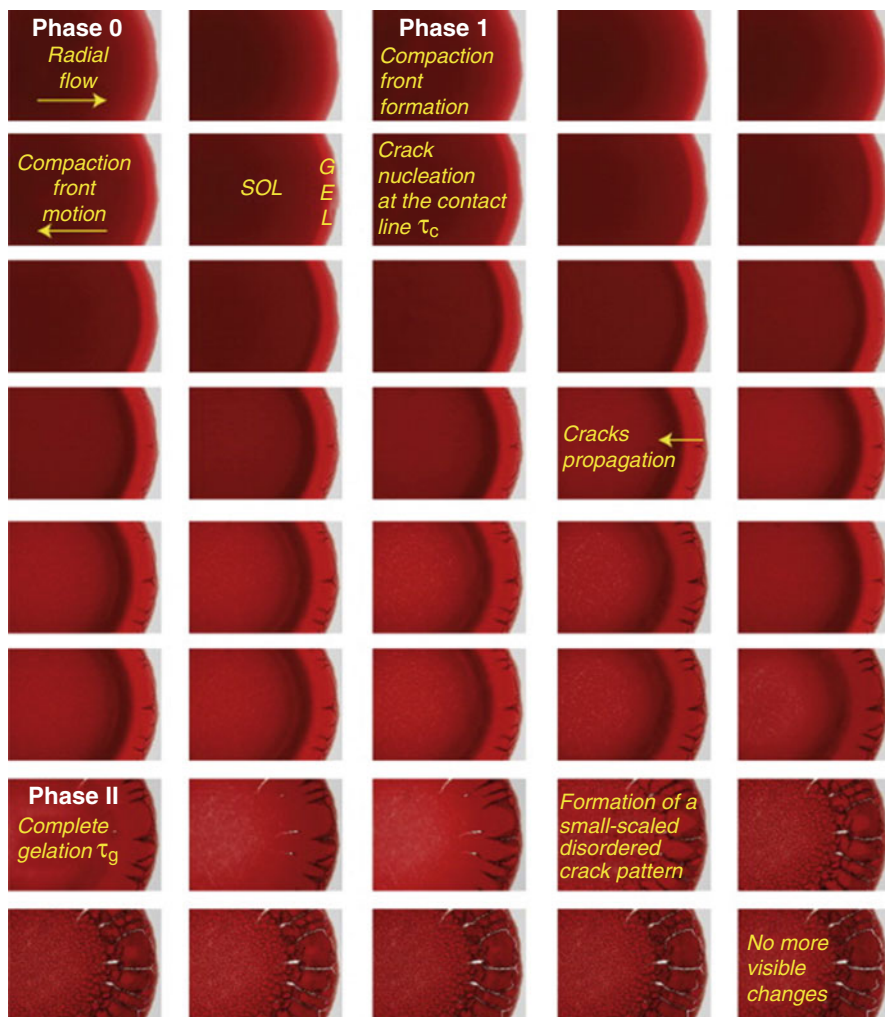 Phase 0
Radial
flow
Phase 1
Compaction
front
formation
Compaction
front
motion
SOL
G
E
L
Crack
nucleation
at the contact
line τc
Cracks
propagation
Phase II
Complete
gelation τg
Formation of a
small-scaled
disordered
crack pattern
No more
visible
changes